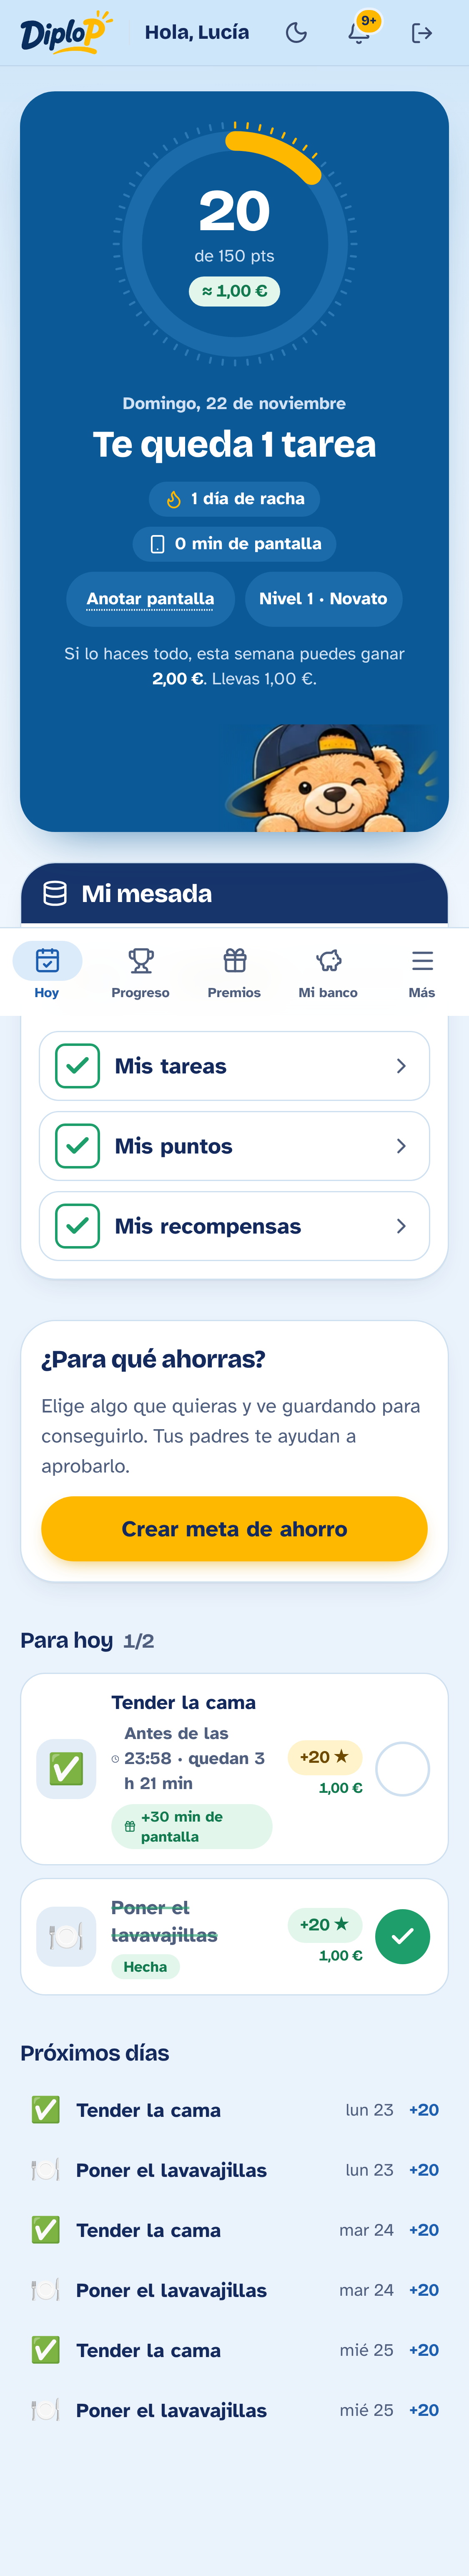 DiploP
Hola, Lucía
9+
20
de 150 pts
≈ 1,00 €
Domingo, 22 de noviembre
Te queda 1 tarea
1 día de racha
0 min de pantalla
Anotar pantalla
Nivel 1 · Novato
Si lo haces todo, esta semana puedes ganar
2,00 €. Llevas 1,00 €.
Mi mesada
Hoy
Progreso
Premios
Mi banco
Más
Mis tareas
Mis puntos
Mis recompensas
¿Para qué ahorras?
Elige algo que quieras y ve guardando para
conseguirlo. Tus padres te ayudan a
aprobarlo.
Crear meta de ahorro
Para hoy 1/2
Tender la cama
Antes de las
23:58 · quedan 3
h 21 min
+30 min de
pantalla
+20 ★
1,00 €
Poner el
lavavajillas
Hecha
+20 ★
1,00 €
Próximos días
Tender la cama lun 23 +20
Poner el lavavajillas lun 23 +20
Tender la cama mar 24 +20
Poner el lavavajillas mar 24 +20
Tender la cama mié 25 +20
Poner el lavavajillas mié 25 +20